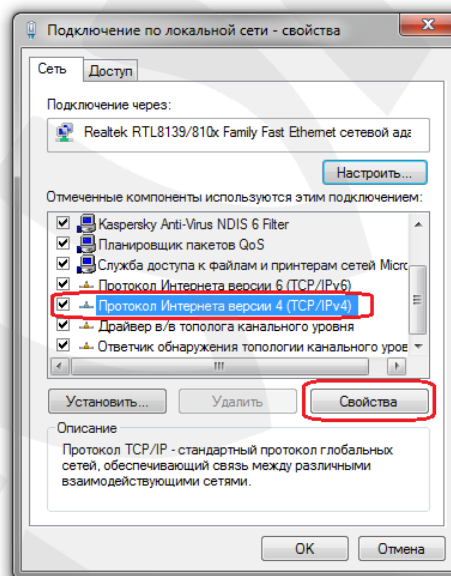 Подключение по локальной сети - свойства
Сеть
Доступ
Подключение через:
Realtek RTL8139/810x Family Fast Ethernet сетевой ада
Настроить...
Отмеченные компоненты используются этим подключением:
Kaspersky Anti-Virus NDIS 6 Filter
Планировщик пакетов QoS
Служба доступа к файлам и принтерам сетей Micro
Протокол Интернета версии 6 (TCP/IPv6)
Протокол Интернета версии 4 (TCP/IPv4)
Драйвер в/в тополога канального уровня
Ответчик обнаружения топологии канального уров
Установить...
Удалить
Свойства
Описание
Протокол TCP/IP - стандартный протокол глобальных
сетей, обеспечивающий связь между различными
взаимодействующими сетями.
OK
Отмена